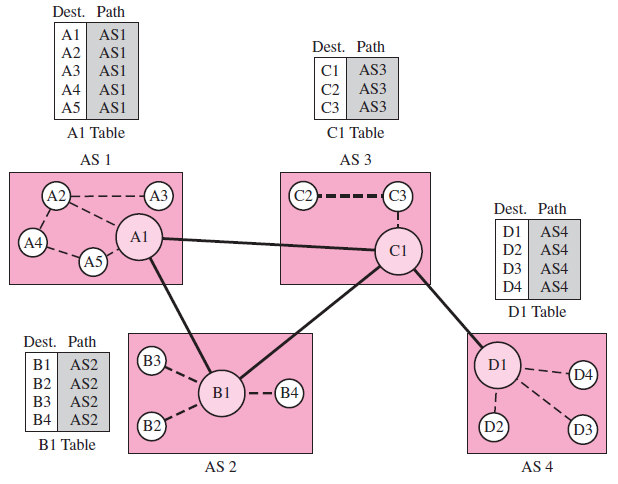 Dest. Path
A1 AS1
A2 AS1
A3 AS1
A4 AS1
A5 AS1
A1 Table
Dest. Path
C1 AS3
C2 AS3
C3 AS3
C1 Table
AS 1
AS 3
A2
A3
A4
A1
A5
C2
C3
C1
Dest. Path
D1 AS4
D2 AS4
D3 AS4
D4 AS4
D1 Table
Dest. Path
B1 AS2
B2 AS2
B3 AS2
B4 AS2
B1 Table
B3
B1
B4
B2
AS 2
D1
D4
D2
D3
AS 4